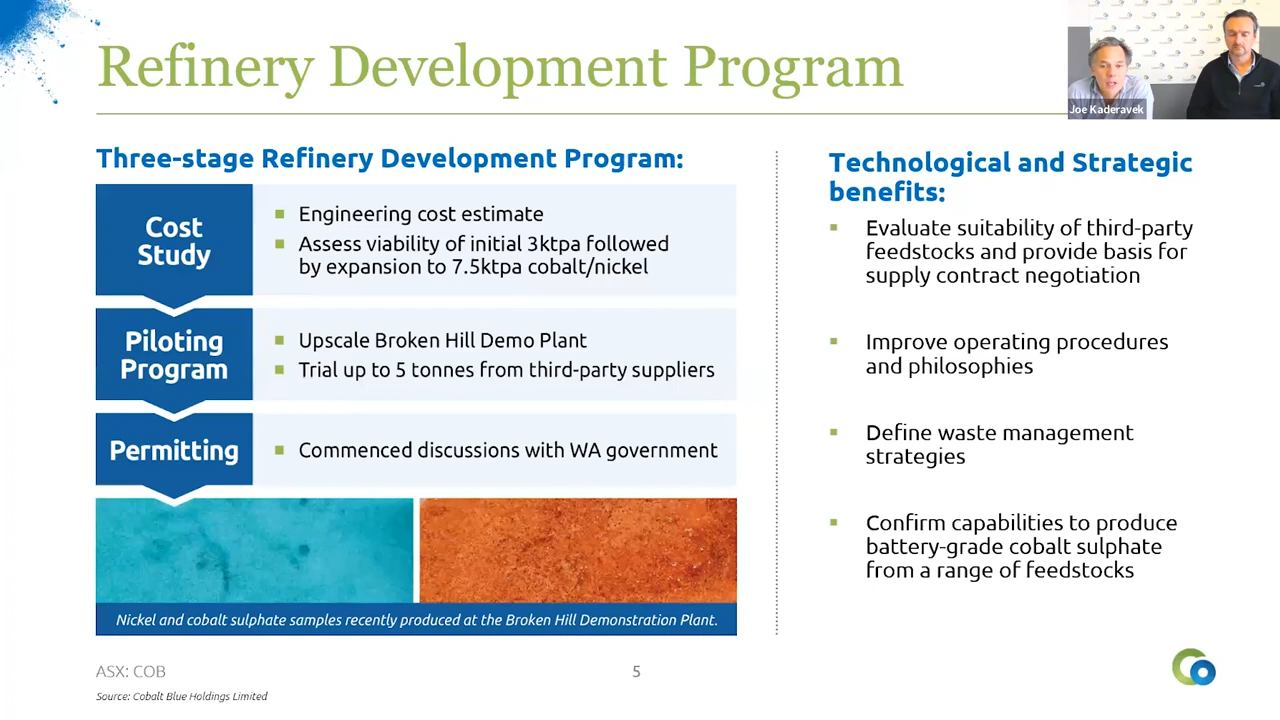 Refinery Development Program
Joe Kaderavek
Three-stage Refinery Development Program:
Cost
Study
Engineering cost estimate
Assess viability of initial 3ktpa followed
by expansion to 7.5ktpa cobalt/nickel
Piloting
Program
Upscale Broken Hill Demo Plant
Trial up to 5 tonnes from third-party suppliers
Permitting
Commenced discussions with WA government
Nickel and cobalt sulphate samples recently produced at the Broken Hill Demonstration Plant.
Technological and Strategic
benefits:
Evaluate suitability of third-party
feedstocks and provide basis for
supply contract negotiation
Improve operating procedures
and philosophies
Define waste management
strategies
Confirm capabilities to produce
battery-grade cobalt sulphate
from a range of feedstocks
ASX: COB
5
Source: Cobalt Blue Holdings Limited